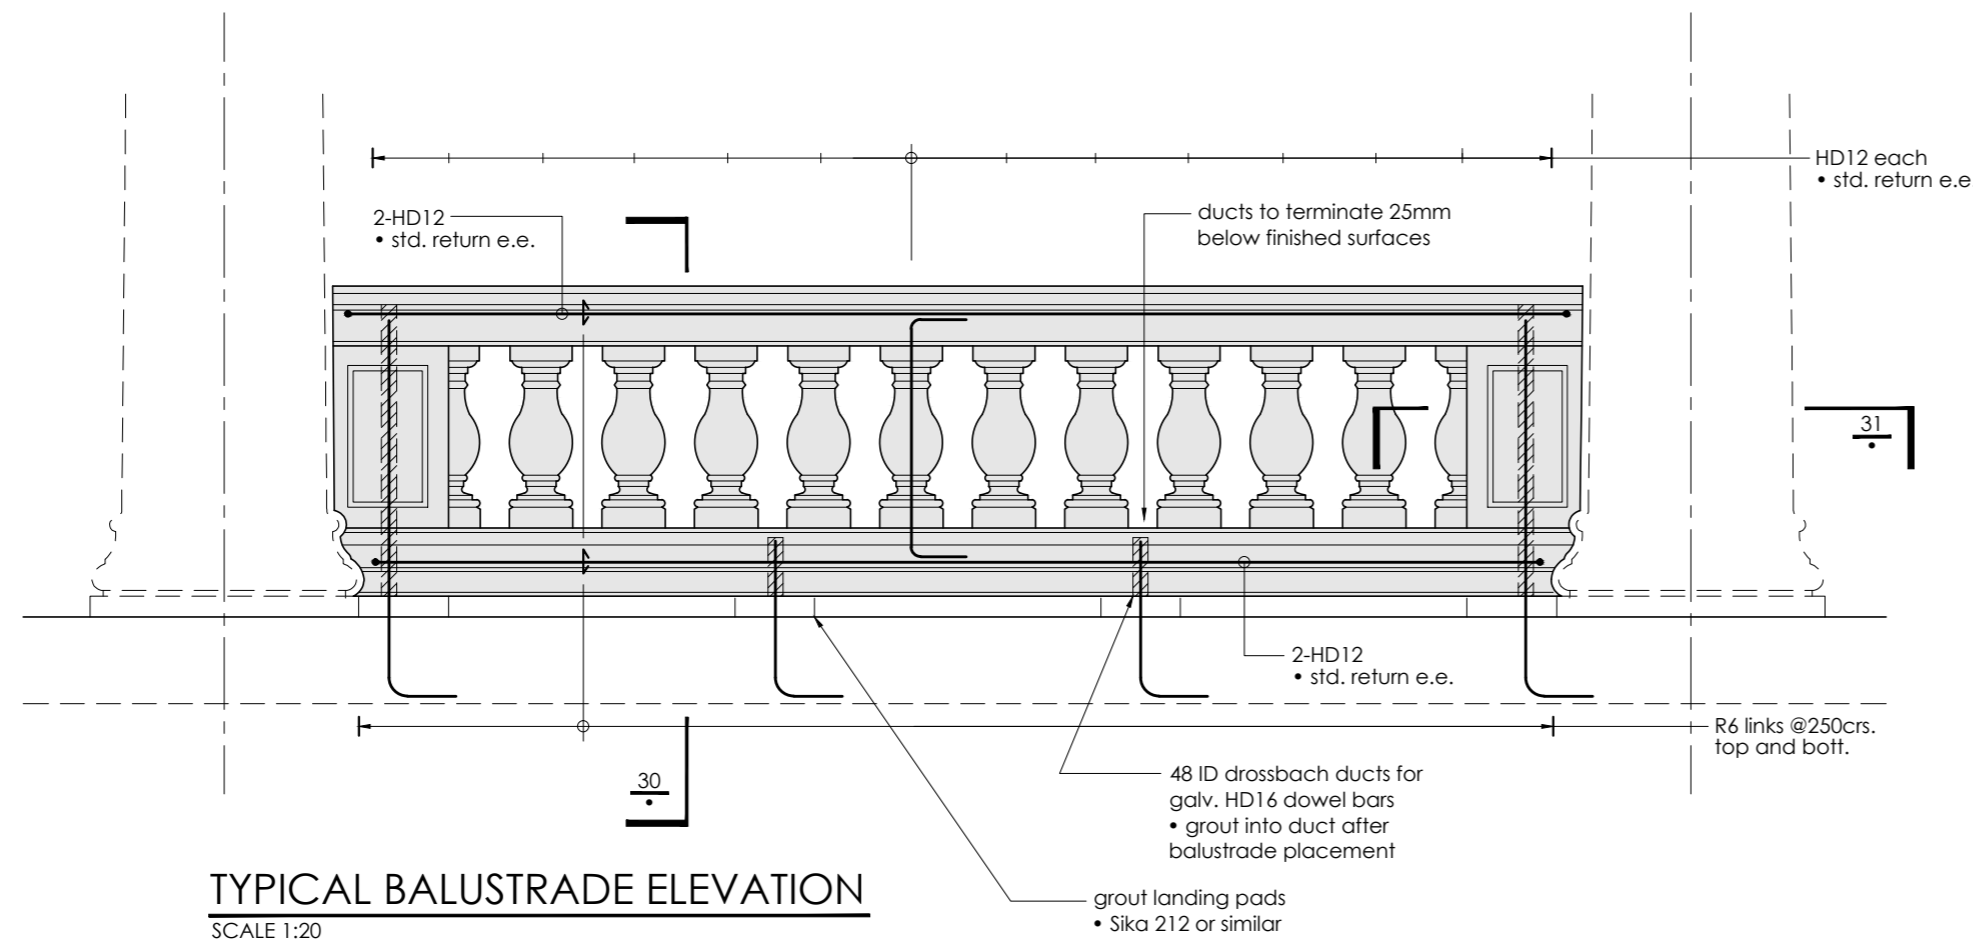 HD12 each
• std. return e.e
2-HD12
• std. return e.e.
ducts to terminate 25mm
below finished surfaces
31
2-HD12
• std. return e.e.
R6 links @250crs.
top and bott.
30
48 ID drossbach ducts for
galv. HD16 dowel bars
• grout into duct after
balustrade placement
grout landing pads
• Sika 212 or similar
TYPICAL BALUSTRADE ELEVATION
SCALE 1:20